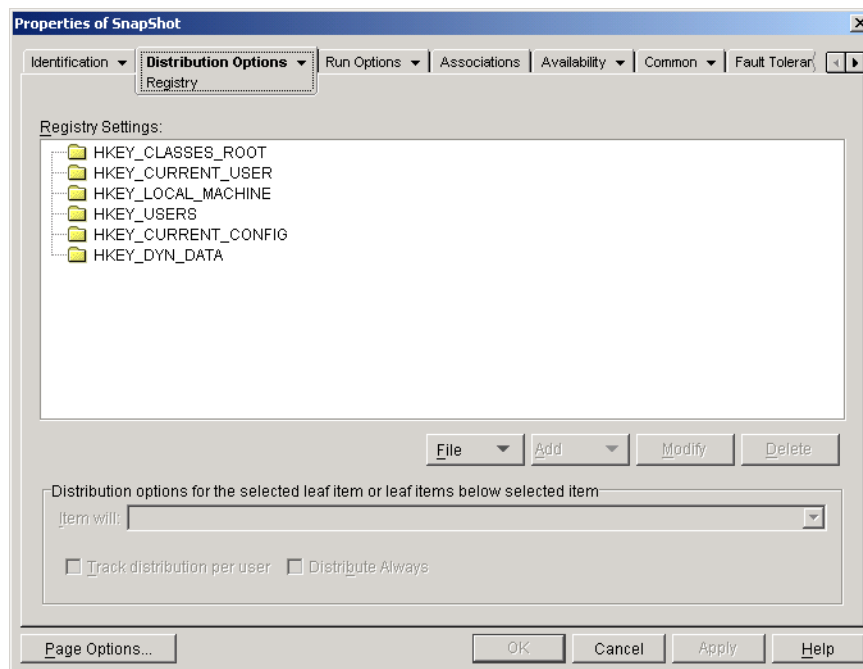 Properties of SnapShot
Identification Distribution Options Run Options Associations Availability Common Fault Toleran
Registry
Registry Settings:
HKEY_CLASSES_ROOT
HKEY_CURRENT_USER
HKEY_LOCAL_MACHINE
HKEY_USERS
HKEY_CURRENT_CONFIG
HKEY_DYN_DATA
File Add Modify Delete
Distribution options for the selected leaf item or leaf items below selected item
Item will:
Track distribution per user Distribute Always
Page Options... OK Cancel Apply Help